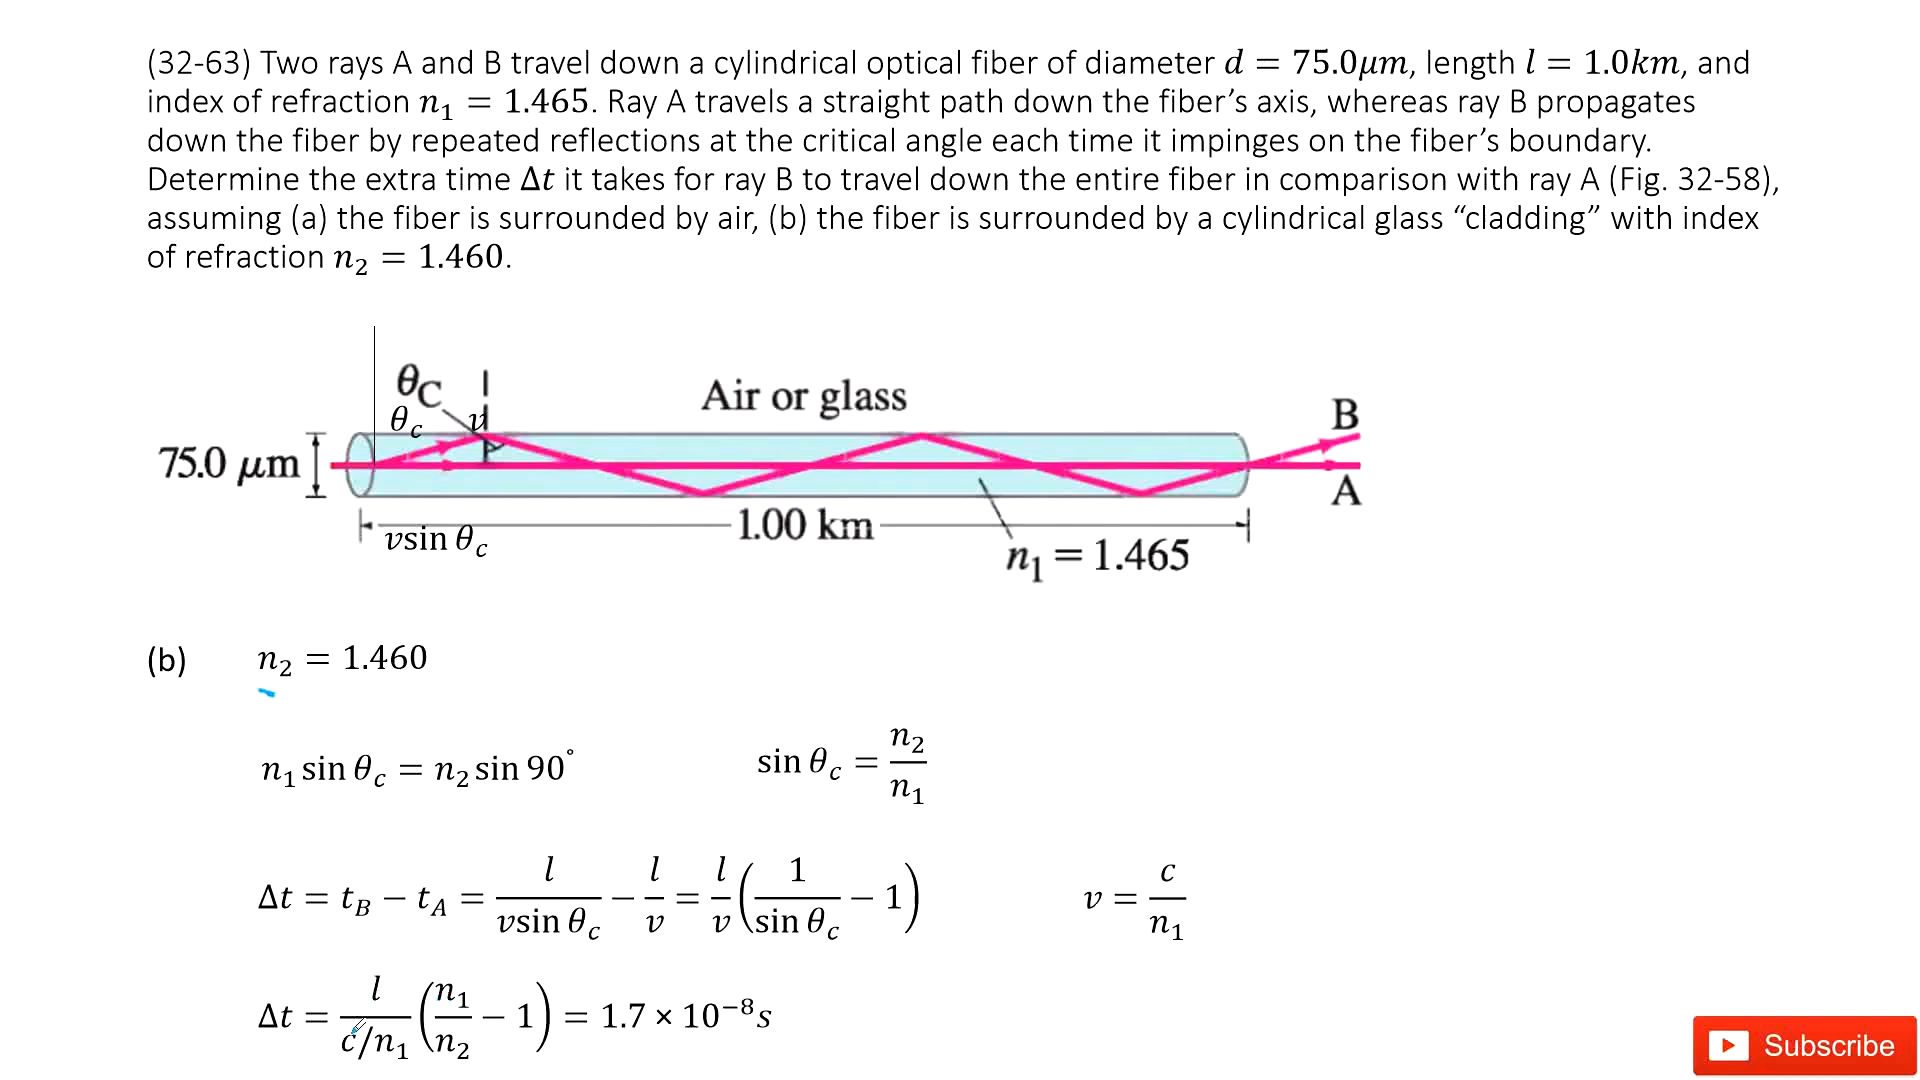 (32-63) Two rays A and B travel down a cylindrical optical fiber of diameter d = 75.0μm, length l = 1.0km, and
index of refraction n₁ = 1.465. Ray A travels a straight path down the fiber’s axis, whereas ray B propagates
down the fiber by repeated reflections at the critical angle each time it impinges on the fiber’s boundary.
Determine the extra time Δt it takes for ray B to travel down the entire fiber in comparison with ray A (Fig. 32-58),
assuming (a) the fiber is surrounded by air, (b) the fiber is surrounded by a cylindrical glass “cladding” with index
of refraction n₂ = 1.460.
θC
Air or glass
θc
v
B
75.0 μm
A
vsin θc
1.00 km
n₁ = 1.465
(b) n₂ = 1.460
n₁ sin θc = n₂ sin 90° sin θc = n₂/n₁
Δt = tB − tA = l/(vsin θc) − l/v = l/v (1/(sin θc) − 1) v = c/n₁
Δt = l/(c/n₁) (n₁/n₂ − 1) = 1.7 × 10⁻⁸s
Subscribe